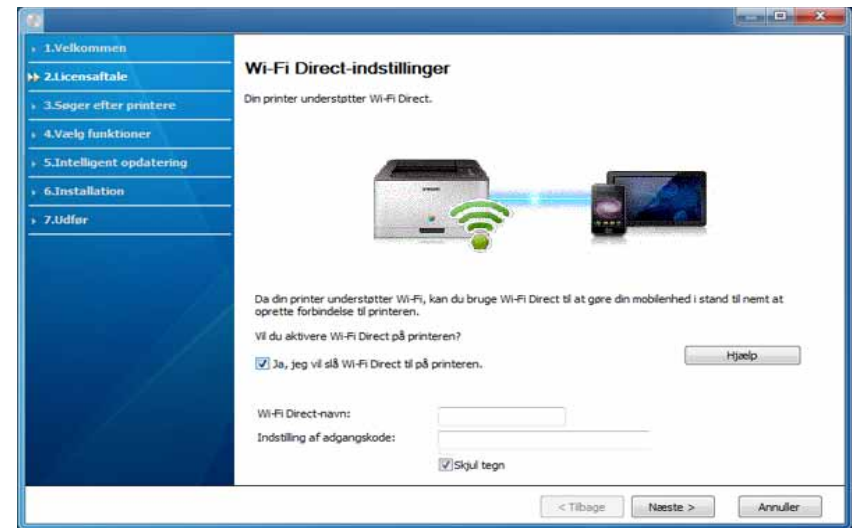 1.Velkommen
2.Licensaftale
3.Søger efter printere
4.Vælg funktioner
5.Intelligent opdatering
6.Installation
7.Udfør
Wi-Fi Direct-indstillinger
Din printer understøtter Wi-Fi Direct.
Da din printer understøtter Wi-Fi, kan du bruge Wi-Fi Direct til at gøre din mobilenhed i stand til nemt at
oprette forbindelse til printeren.
Vil du aktivere Wi-Fi Direct på printeren?
Ja, jeg vil slå Wi-Fi Direct til på printeren.
Hjælp
Wi-Fi Direct-navn:
Indstilling af adgangskode:
Skjul tegn
< Tilbage
Næste >
Annuller